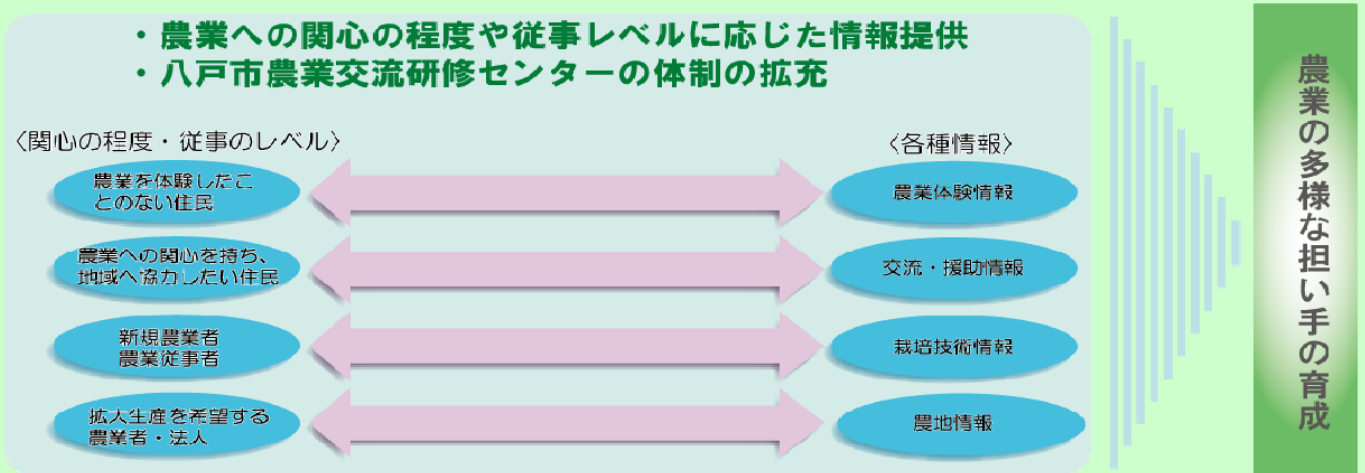 ・農業への関心の程度や従事レベルに応じた情報提供
・八戸市農業交流研修センターの体制の拡充
〈関心の程度・従事のレベル〉
〈各種情報〉
農業を体験したこ
とのない住民
農業体験情報
農業への関心を持ち、
地域へ協力したい住民
交流・援助情報
新規農業者
農業従事者
栽培技術情報
拡大生産を希望する
農業者・法人
農地情報
農業の多様な担い手の育成